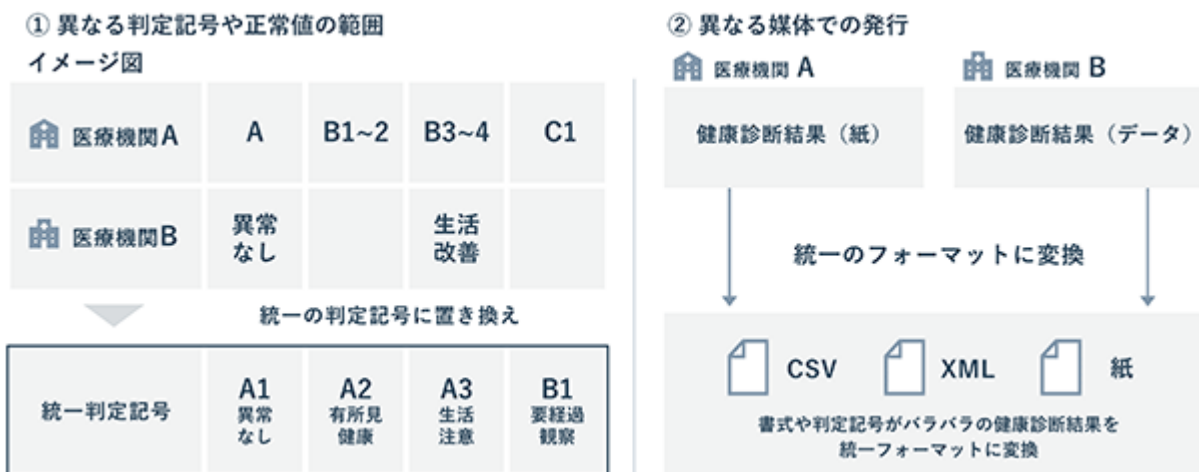 ① 異なる判定記号や正常値の範囲
イメージ図
医療機関A A B1~2 B3~4 C1
医療機関B 異常なし 生活改善
統一の判定記号に置き換え
統一判定記号 A1 異常なし A2 有所見健康 A3 生活注意 B1 要経過観察
② 異なる媒体での発行
医療機関 A 医療機関 B
健康診断結果（紙） 健康診断結果（データ）
統一のフォーマットに変換
CSV XML 紙
書式や判定記号がバラバラの健康診断結果を
統一フォーマットに変換